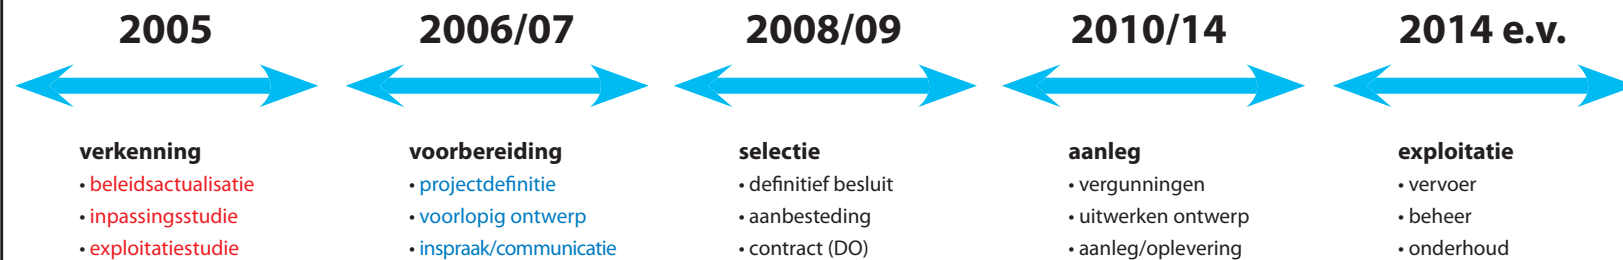 2005
2006/07
2008/09
2010/14
2014 e.v.
verkenning
• beleidsactualisatie
• inpassingsstudie
• exploitatiestudie
voorbereiding
• projectdefinitie
• voorlopig ontwerp
• inspraak/communicatie
selectie
• definitief besluit
• aanbesteding
• contract (DO)
aanleg
• vergunningen
• uitwerken ontwerp
• aanleg/oplevering
exploitatie
• vervoer
• beheer
• onderhoud